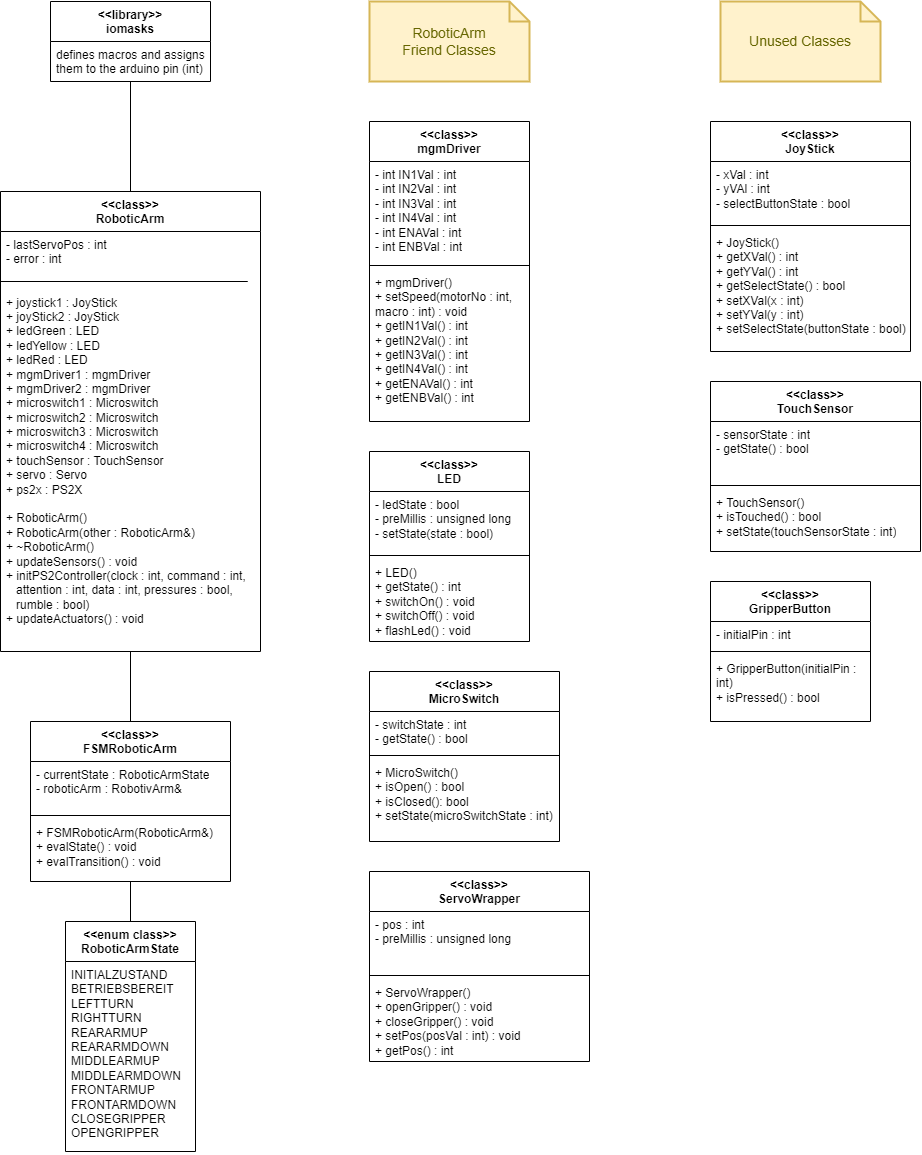 <<library>>
iomasks
defines macros and assigns
them to the arduino pin (int)
<<class>>
RoboticArm
- lastServoPos : int
- error : int
+ joystick1 : JoyStick
+ joyStick2 : JoyStick
+ ledGreen : LED
+ ledYellow : LED
+ ledRed : LED
+ mgmDriver1 : mgmDriver
+ mgmDriver2 : mgmDriver
+ microswitch1 : Microswitch
+ microswitch2 : Microswitch
+ microswitch3 : Microswitch
+ microswitch4 : Microswitch
+ touchSensor : TouchSensor
+ servo : Servo
+ ps2x : PS2X
+ RoboticArm()
+ RoboticArm(other : RoboticArm&)
+ ~RoboticArm()
+ updateSensors() : void
+ initPS2Controller(clock : int, command : int,
attention : int, data : int, pressures : bool,
rumble : bool)
+ updateActuators() : void
<<class>>
FSMRoboticArm
- currentState : RoboticArmState
- roboticArm : RobotivArm&
+ FSMRoboticArm(RoboticArm&)
+ evalState() : void
+ evalTransition() : void
<<enum class>>
RoboticArmState
INITIALZUSTAND
BETRIEBSBEREIT
LEFTTURN
RIGHTTURN
REARARMUP
REARARMDOWN
MIDDLEARMUP
MIDDLEARMDOWN
FRONTARMUP
FRONTARMDOWN
CLOSEGRIPPER
OPENGRIPPER
RoboticArm
Friend Classes
<<class>>
mgmDriver
- int IN1Val : int
- int IN2Val : int
- int IN3Val : int
- int IN4Val : int
- int ENAVal : int
- int ENBVal : int
+ mgmDriver()
+ setSpeed(motorNo : int,
macro : int) : void
+ getIN1Val() : int
+ getIN2Val() : int
+ getIN3Val() : int
+ getIN4Val() : int
+ getENAVal() : int
+ getENBVal() : int
<<class>>
LED
- ledState : bool
- preMillis : unsigned long
- setState(state : bool)
+ LED()
+ getState() : int
+ switchOn() : void
+ switchOff() : void
+ flashLed() : void
<<class>>
MicroSwitch
- switchState : int
- getState() : bool
+ MicroSwitch()
+ isOpen() : bool
+ isClosed(): bool
+ setState(microSwitchState : int)
<<class>>
ServoWrapper
- pos : int
- preMillis : unsigned long
+ ServoWrapper()
+ openGripper() : void
+ closeGripper() : void
+ setPos(posVal : int) : void
+ getPos() : int
Unused Classes
<<class>>
JoyStick
- xVal : int
- yVAl : int
- selectButtonState : bool
+ JoyStick()
+ getXVal() : int
+ getYVal() : int
+ getSelectState() : bool
+ setXVal(x : int)
+ setYVal(y : int)
+ setSelectState(buttonState : bool)
<<class>>
TouchSensor
- sensorState : int
- getState() : bool
+ TouchSensor()
+ isTouched() : bool
+ setState(touchSensorState : int)
<<class>>
GripperButton
- initialPin : int
+ GripperButton(initialPin :
int)
+ isPressed() : bool